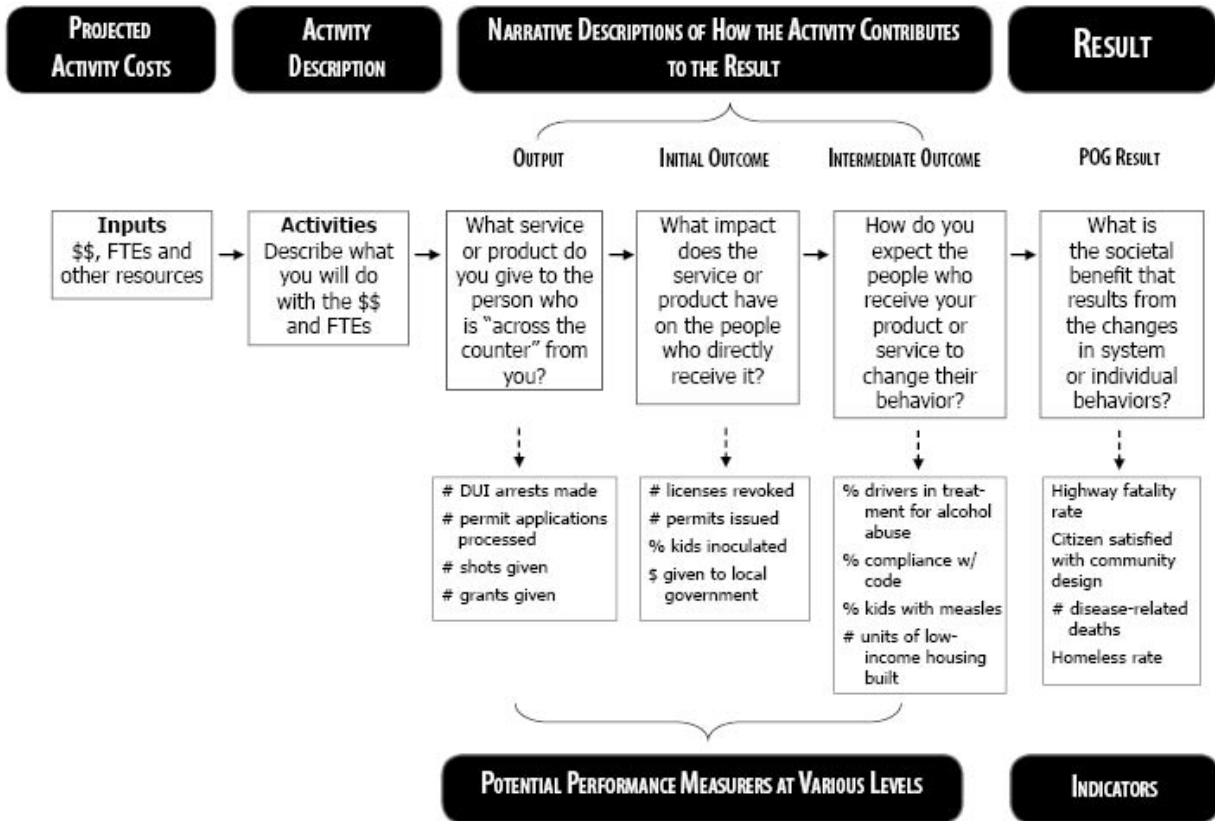 PROJECTED
ACTIVITY COSTS
ACTIVITY
DESCRIPTION
NARRATIVE DESCRIPTIONS OF HOW THE ACTIVITY CONTRIBUTES
TO THE RESULT
RESULT
OUTPUT
INITIAL OUTCOME
INTERMEDIATE OUTCOME
POG RESULT
Inputs
$$, FTEs and
other resources
Activities
Describe what
you will do
with the $$
and FTEs
What service
or product do
you give to the
person who
is “across the
counter” from
you?
What impact
does the
service or
product have
on the people
who directly
receive it?
How do you
expect the
people who
receive your
product or
service to
change their
behavior?
What is
the societal
benefit that
results from
the changes
in system
or individual
behaviors?
# DUI arrests made
# permit applications
processed
# shots given
# grants given
# licenses revoked
# permits issued
% kids inoculated
$ given to local
government
% drivers in treat-
ment for alcohol
abuse
% compliance w/
code
% kids with measles
# units of low-
income housing
built
Highway fatality
rate
Citizen satisfied
with community
design
# disease-related
deaths
Homeless rate
POTENTIAL PERFORMANCE MEASURERS AT VARIOUS LEVELS
INDICATORS